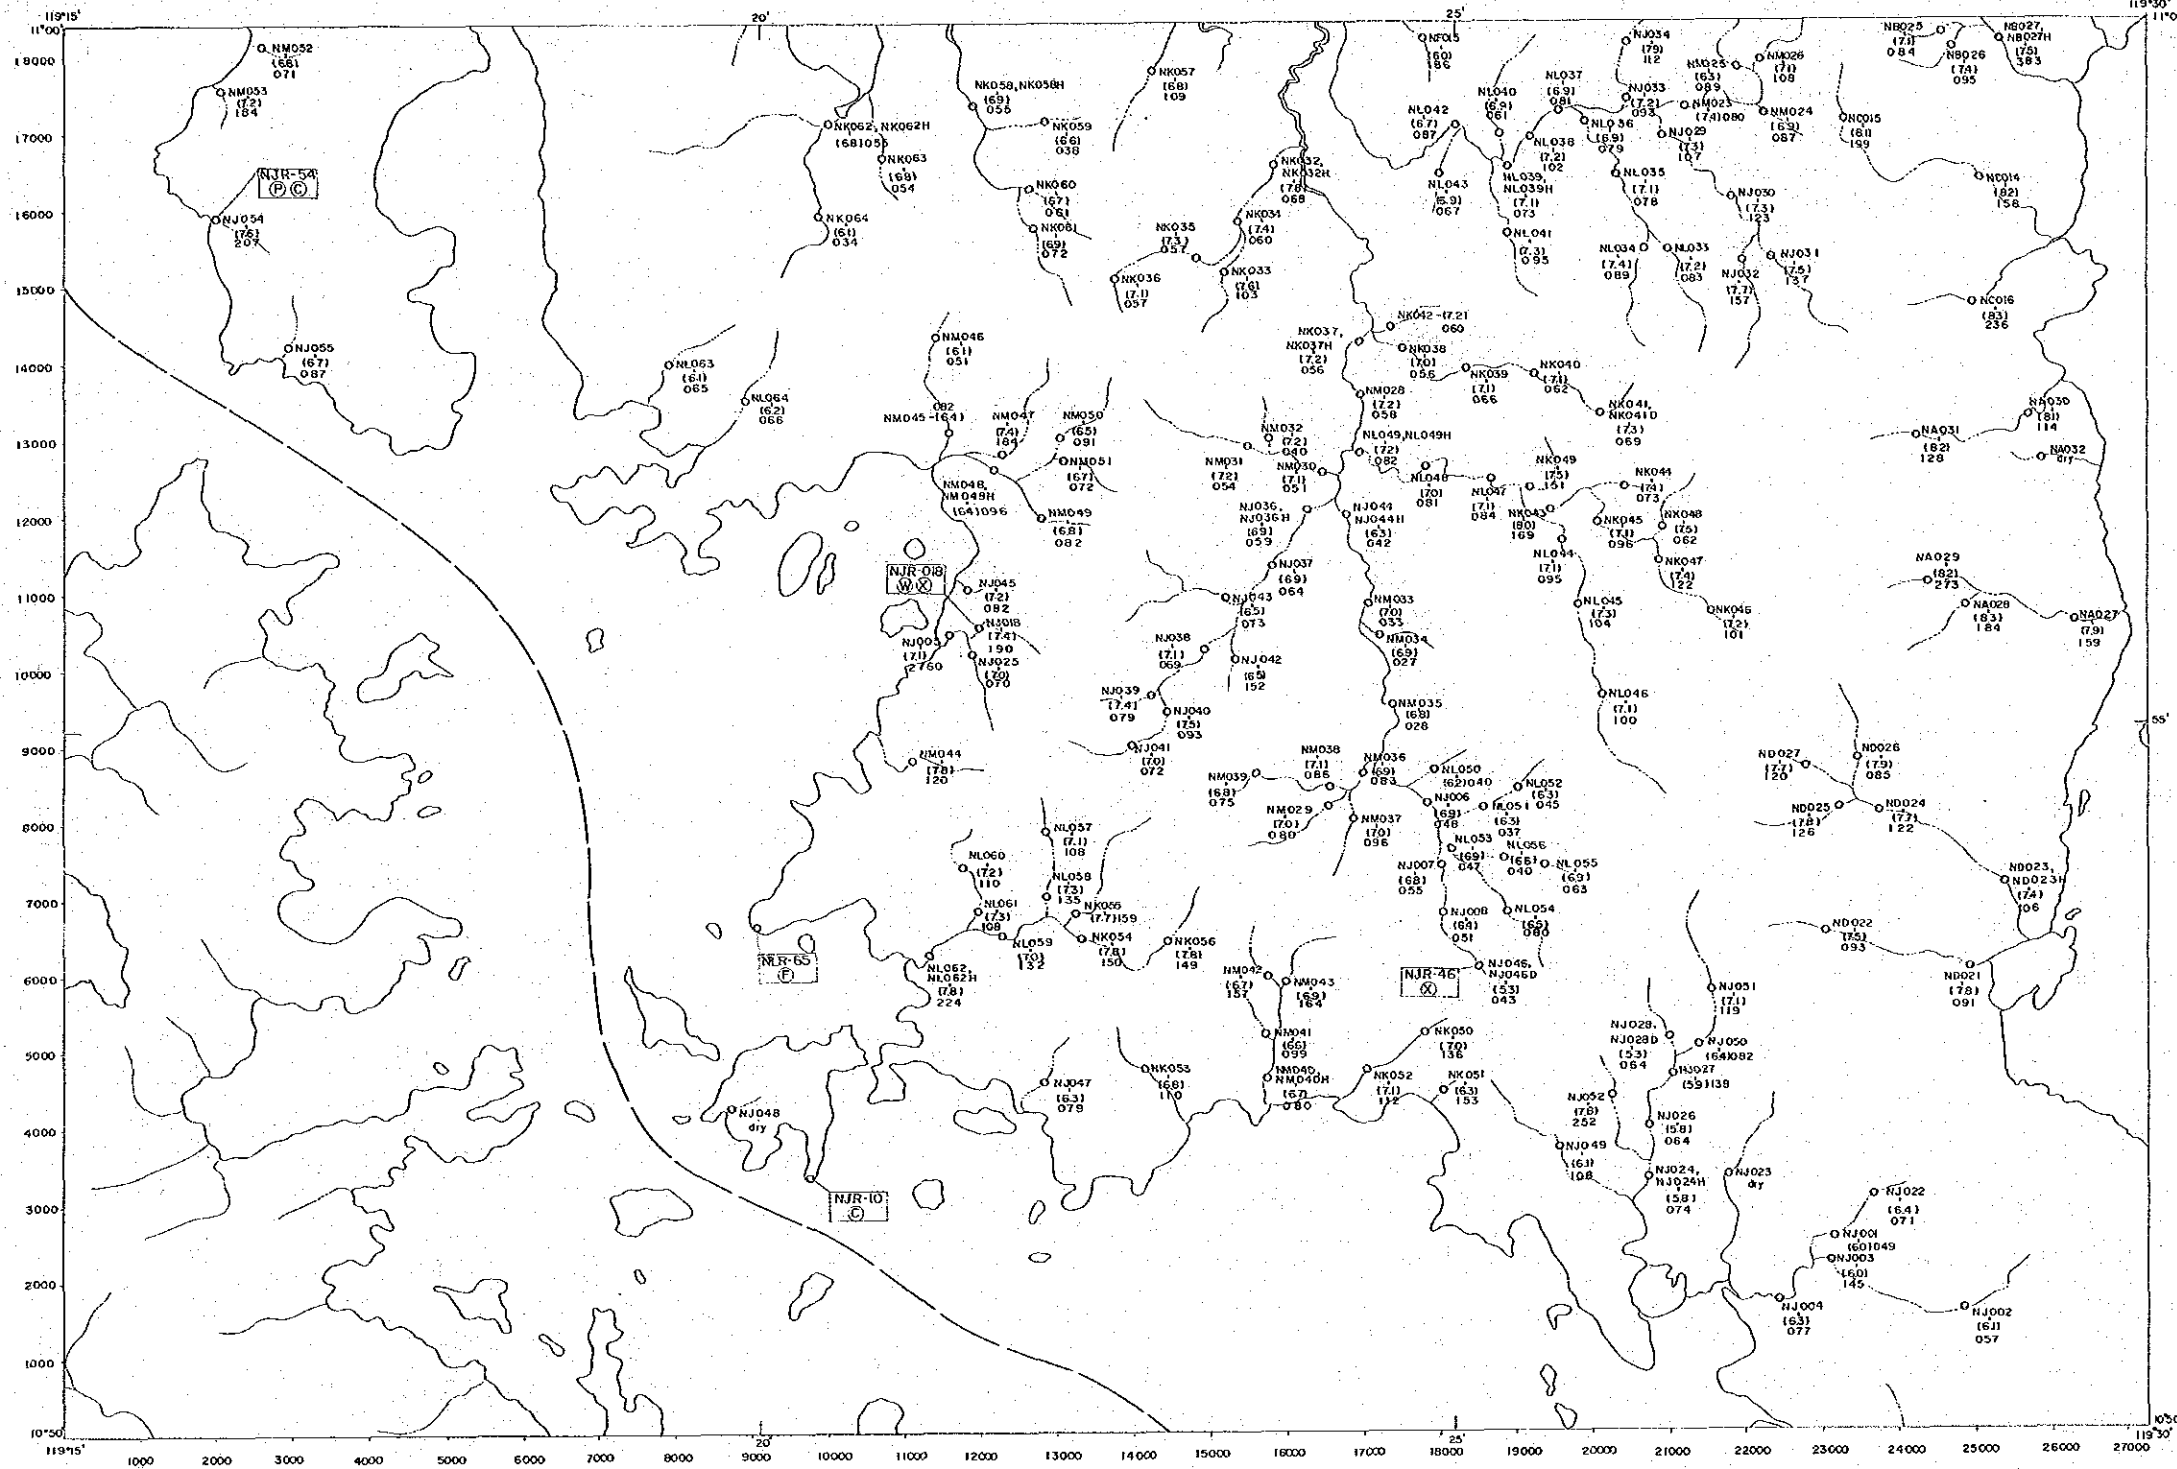 119°15'
20'
25'
119°30'
11°00'
11°0
18000
17000
16000
15000
14000
13000
12000
11000
10000
9000
8000
7000
6000
5000
4000
3000
2000
1000
10°50'
55'
NM052
(6.8)
071
NM053
(7.2)
184
NJR-54
P C
NJ054
(7.6)
207
NJ055
(6.7)
087
NK062, NK062H
(6.8)055
NK063
(6.8)
054
NK064
(6.1)
034
NK058, NK058H
(6.9)
055
NK059
(6.6)
038
NK060
(6.7)
061
NK061
(6.9)
072
NK057
(6.8)
109
NK032,
NK032H
(7.8)
068
NK034
(7.4)
060
NK035
(7.3)
057
NK036
(7.1)
057
NK033
(7.6)
103
NF015
(6.0)
186
NL042
(6.7)
087
NL043
(6.9)
067
NL040
(6.9)
061
NL037
(6.9)
081
NL038
(7.2)
102
NL039,
NL039H
(7.1)
073
NL041
(7.3)
095
NL036
(6.9)
079
NL035
(7.1)
078
NL034
(7.4)
089
NL033
(7.2)
083
NJ034
(7.9)
112
NJ033
(7.2)
093
NM025
(6.3)
089
NM026
(7.1)
108
NM023
(7.4)080
NM024
(6.9)
087
NJ029
(7.3)
107
NJ030
(7.3)
123
NJ031
(7.5)
137
NJ032
(7.7)
157
NB025
(7.1)
084
NB026
(7.4)
095
NB027,
NB027H
(7.5)
383
NC015
(8.1)
199
NC014
(8.2)
158
NC016
(8.3)
236
NL063
(6.1)
065
NL064
(6.2)
066
NM046
(6.1)
051
082
NM045-(6.4)
NM047
(7.4)
184
NM050
(6.5)
091
NM051
(6.7)
072
NM048,
NM049H
(6.4)096
NM049
(6.8)
082
NK037,
NK037H
(7.2)
056
NK042-(7.2)
060
NK038
(7.0)
056
NK039
(7.1)
066
NK040
(7.1)
062
NK041,
NK041D
(7.3)
069
NM028
(7.2)
058
NM032
(7.2)
040
NM031
(7.2)
054
NM030
(7.1)
051
NL049, NL049H
(7.2)
082
NL048
(7.0)
081
NL047
(7.1)
084
NK049
(7.5)
151
NK043
(8.0)
169
NK044
(7.4)
073
NK045
(7.1)
096
NK048
(7.5)
062
NK047
(7.4)
122
NK046
(7.2)
101
NL044
(7.1)
095
NL045
(7.3)
104
NL046
(7.1)
100
NA030
(8.1)
114
NA031
(8.2)
128
NA032
dry
NA029
(8.2)
273
NA028
(8.3)
184
NA027
(7.9)
159
NJ036,
NJ036H
(6.9)
059
NJ044
NJ044H
(6.3)
042
NJ037
(6.9)
064
NJ043
(6.5)
073
NJ038
(7.1)
069
NJ042
(6.5)
152
NJ039
(7.4)
079
NJ040
(7.5)
093
NJ041
(7.0)
072
NM033
(7.0)
033
NM034
(6.9)
027
NM035
(6.8)
028
NJR-018
W X
NJ045
(7.2)
082
NJ018
(7.4)
190
NJ005
(7.1)
2760
NJ025
(7.0)
070
NM044
(7.8)
120
NM038
(7.1)
086
NM039
(6.8)
075
NM036
(6.9)
083
NM029
(7.0)
080
NM037
(7.0)
096
NL050
(6.2)040
NL052
(6.3)
045
NL051
(6.3)
037
NJ006
(6.9)
048
NL053
(6.9)
047
NL056
(6.6)
040
NL055
(6.9)
063
NJ007
(6.8)
055
NJ008
(6.4)
051
NL054
(6.5)
080
NJ046,
NJ046D
(5.3)
043
NJR-46
X
ND027
(7.7)
120
ND026
(7.9)
085
ND025
(7.8)
126
ND024
(7.7)
122
ND023,
ND023H
(7.4)
106
ND022
(7.5)
093
ND021
(7.8)
091
NL057
(7.1)
108
NL060
(7.2)
110
NL058
(7.3)
135
NL061
(7.3)
108
NK055
(7.7)159
NL059
(7.0)
132
NK054
(7.8)
150
NK056
(7.8)
149
NLR-65
F
NL062,
NL062H
(7.8)
224
NM042
(6.7)
157
NM043
(6.9)
164
NM041
(6.6)
099
NM040,
NM040H
(6.7)
080
NK050
(7.0)
136
NK052
(7.1)
112
NK051
(6.3)
153
NK053
(6.8)
110
NJ047
(6.3)
079
NJ048
dry
NJR-10
C
NJ051
(7.1)
119
NJ028,
NJ028D
(5.3)
064
NJ050
(6.4)082
NJ027
(5.9)139
NJ052
(7.8)
252
NJ026
(5.8)
064
NJ049
(6.1)
108
NJ024,
NJ024H
(5.8)
074
NJ023
dry
NJ022
(6.4)
071
NJ001
(6.0)049
NJ003
(6.0)
145
NJ004
(6.3)
077
NJ002
(6.1)
057
119°15'
20'
25'
10°50
119°30'
1000
2000
3000
4000
5000
6000
7000
8000
9000
10000
11000
12000
13000
14000
15000
16000
17000
18000
19000
20000
21000
22000
23000
24000
25000
26000
27000